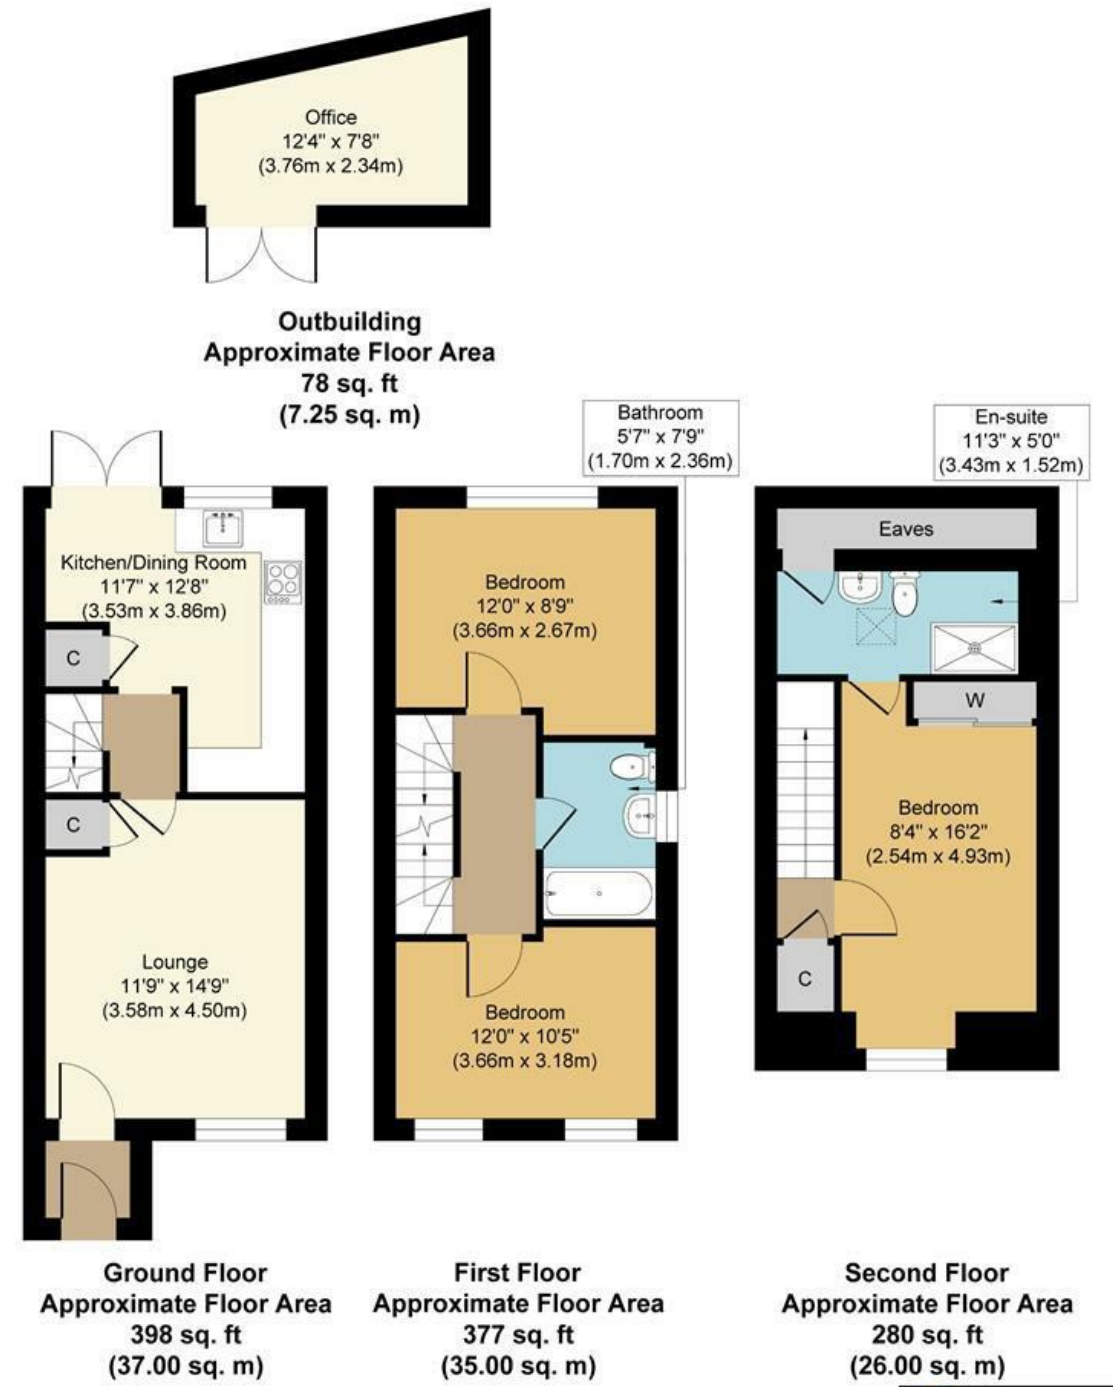 Office
12'4" x 7'8"
(3.76m x 2.34m)
Outbuilding
Approximate Floor Area
78 sq. ft
(7.25 sq. m)
Bathroom
5'7" x 7'9"
(1.70m x 2.36m)
En-suite
11'3" x 5'0"
(3.43m x 1.52m)
Kitchen/Dining Room
11'7" x 12'8"
(3.53m x 3.86m)
C
C
Lounge
11'9" x 14'9"
(3.58m x 4.50m)
Ground Floor
Approximate Floor Area
398 sq. ft
(37.00 sq. m)
Bedroom
12'0" x 8'9"
(3.66m x 2.67m)
Bedroom
12'0" x 10'5"
(3.66m x 3.18m)
First Floor
Approximate Floor Area
377 sq. ft
(35.00 sq. m)
Eaves
W
Bedroom
8'4" x 16'2"
(2.54m x 4.93m)
C
Second Floor
Approximate Floor Area
280 sq. ft
(26.00 sq. m)